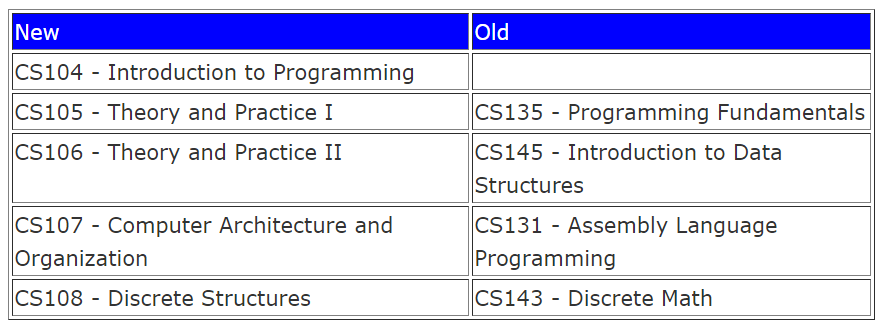 New
Old
CS104 - Introduction to Programming
CS105 - Theory and Practice I
CS135 - Programming Fundamentals
CS106 - Theory and Practice II
CS145 - Introduction to Data
Structures
CS107 - Computer Architecture and
Organization
CS131 - Assembly Language
Programming
CS108 - Discrete Structures
CS143 - Discrete Math